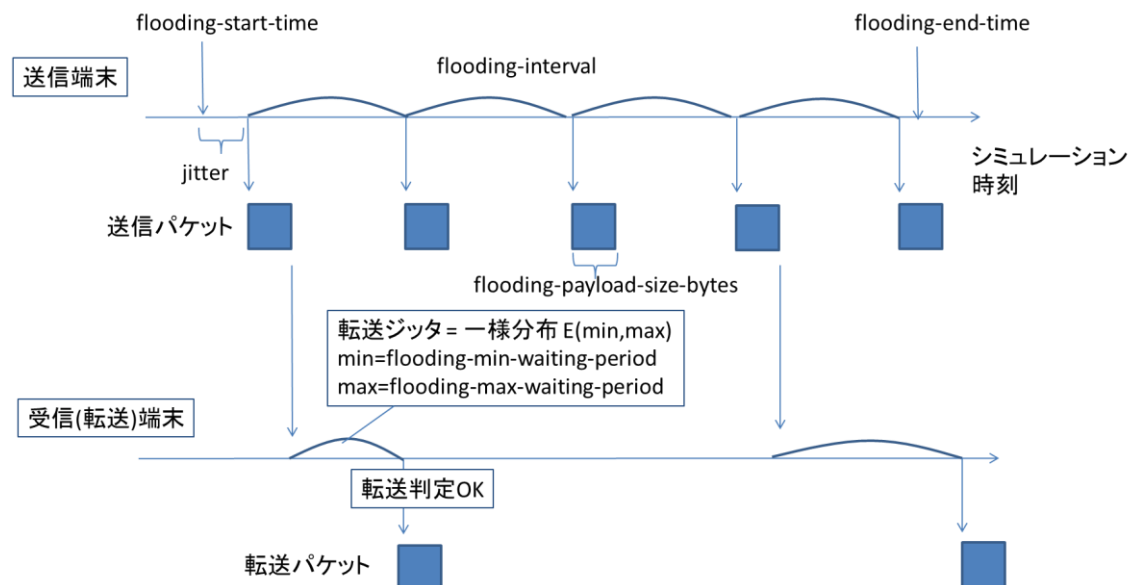 flooding-start-time
flooding-end-time
送信端末
flooding-interval
jitter
シミュレーション
時刻
送信パケット
flooding-payload-size-bytes
転送ジッタ = 一様分布 E(min,max)
min=flooding-min-waiting-period
max=flooding-max-waiting-period
受信(転送)端末
転送判定OK
転送パケット